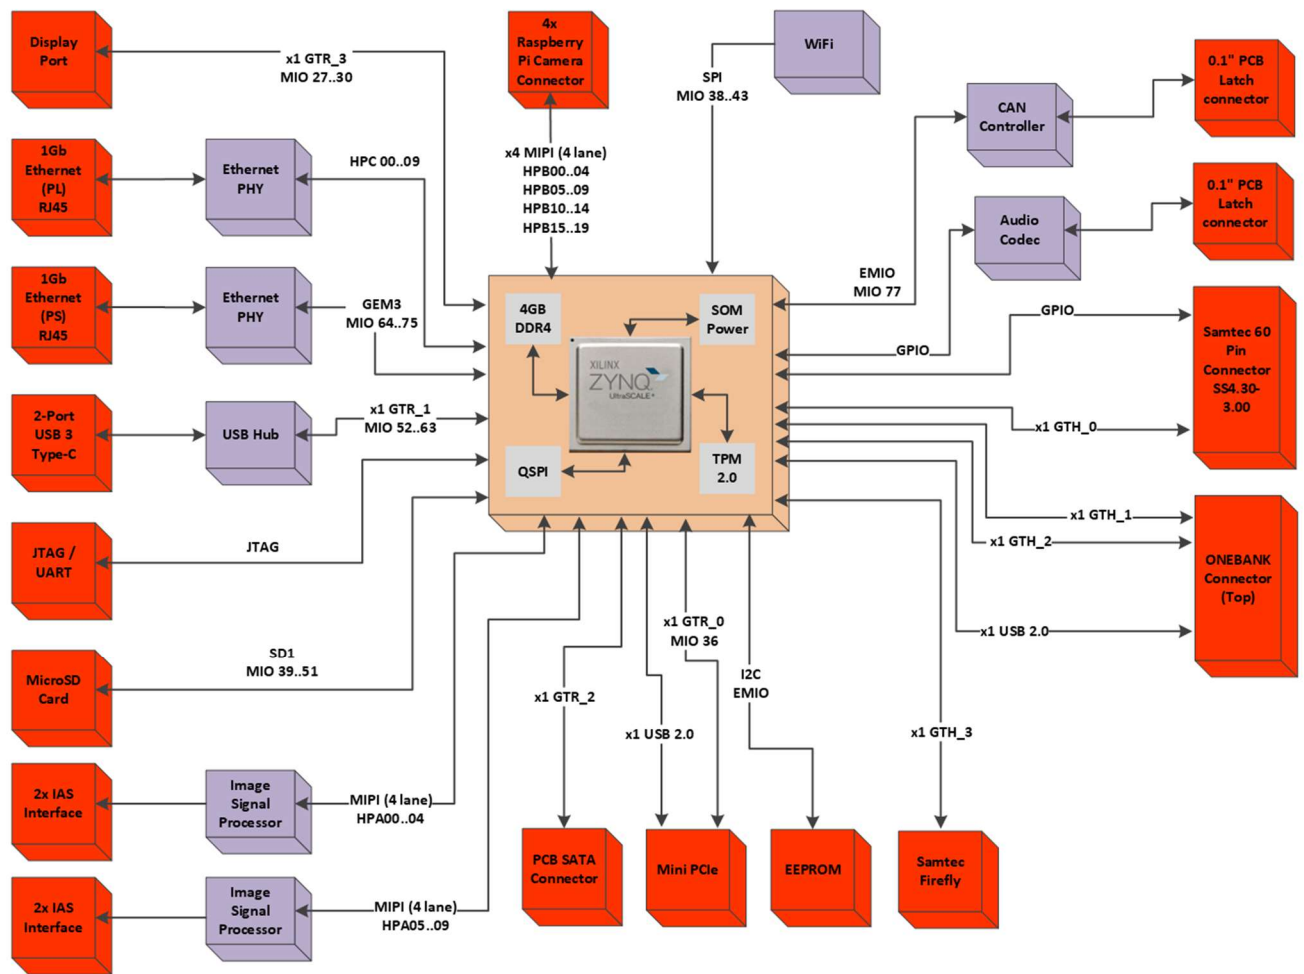 Display
Port
x1 GTR_3
MIO 27..30
4x
Raspberry
Pi Camera
Connector
x4 MIPI (4 lane)
HPB00..04
HPB05..09
HPB10..14
HPB15..19
SPI
MIO 38..43
WiFi
CAN
Controller
0.1" PCB
Latch
connector
1Gb
Ethernet
(PL)
RJ45
Ethernet
PHY
HPC 00..09
Audio
Codec
0.1" PCB
Latch
connector
1Gb
Ethernet
(PS)
RJ45
Ethernet
PHY
GEM3
MIO 64..75
EMIO
MIO 77
GPIO
GPIO
Samtec 60
Pin
Connector
SS4.30-
3.00
4GB
DDR4
SOM
Power
XILINX
ZYNQ
UltraSCALE+
QSPI
TPM
2.0
2-Port
USB 3
Type-C
USB Hub
x1 GTR_1
MIO 52..63
x1 GTH_0
x1 GTH_1
x1 GTH_2
x1 USB 2.0
ONEBANK
Connector
(Top)
JTAG /
UART
JTAG
MicroSD
Card
SD1
MIO 39..51
x1 GTR_2
x1 USB 2.0
x1 GTR_0
MIO 36
I2C
EMIO
x1 GTH_3
2x IAS
Interface
Image
Signal
Processor
MIPI (4 lane)
HPA00..04
2x IAS
Interface
Image
Signal
Processor
MIPI (4 lane)
HPA05..09
PCB SATA
Connector
Mini PCIe
EEPROM
Samtec
Firefly